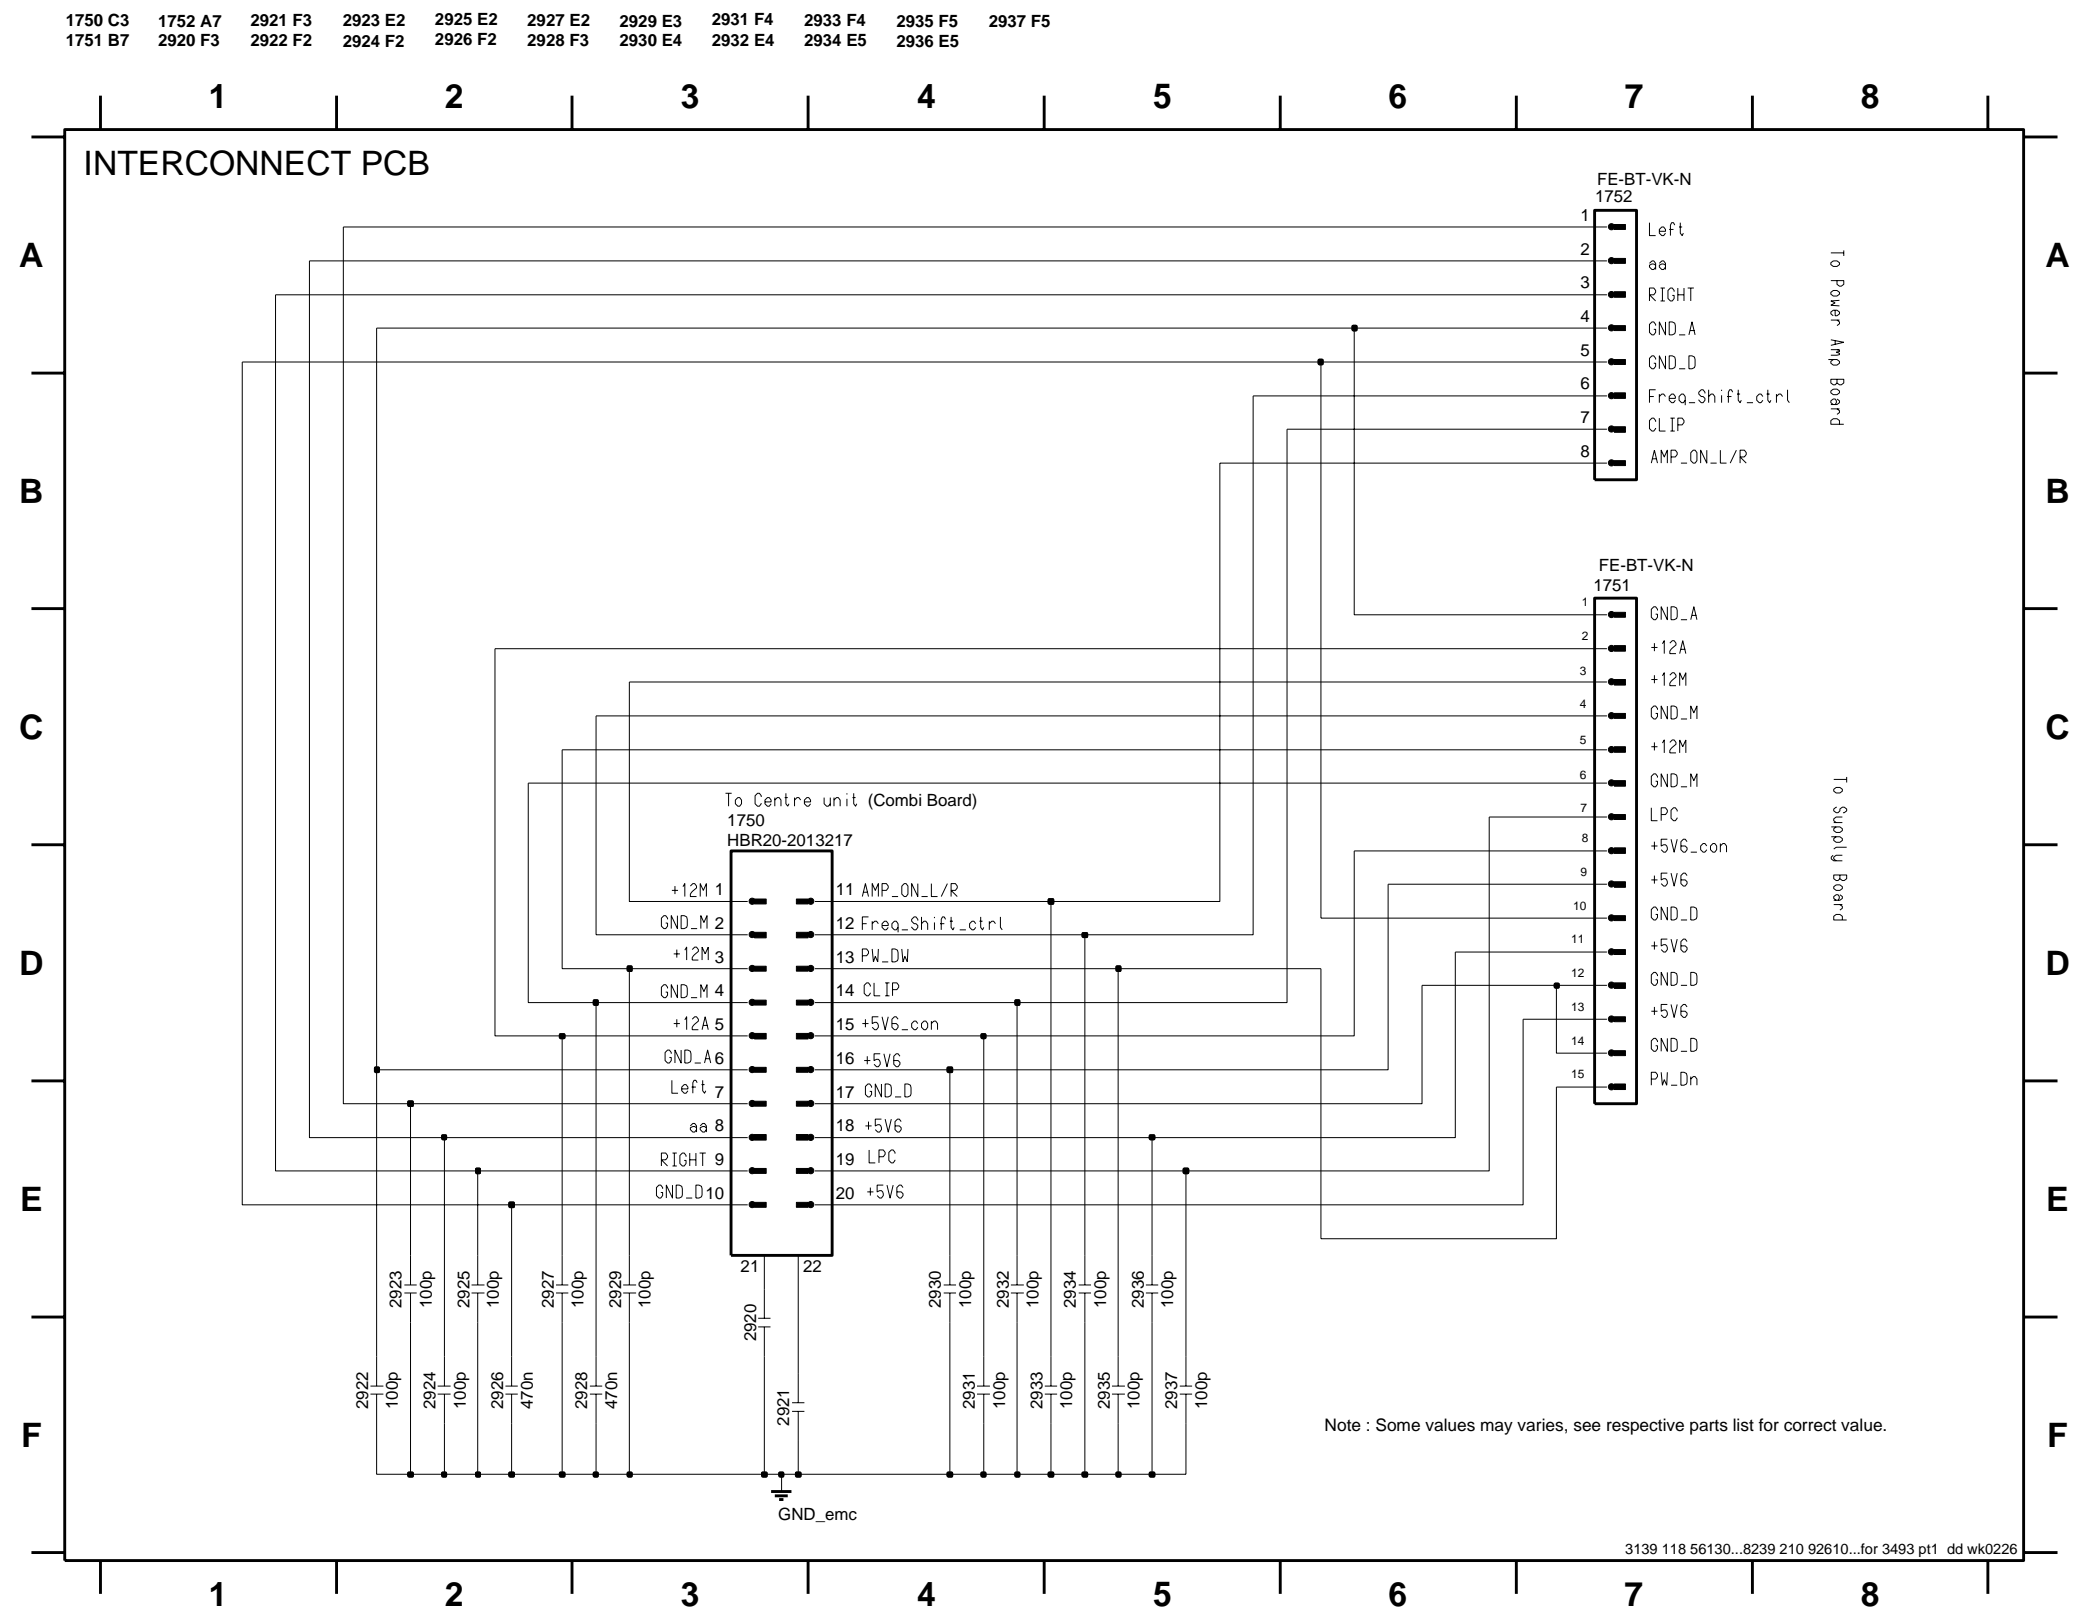 1750 C3 1752 A7 2921 F3 2923 E2 2925 E2 2927 E2 2929 E3 2931 F4 2933 F4 2935 F5 2937 F5
1751 B7 2920 F3 2922 F2 2924 F2 2926 F2 2928 F3 2930 E4 2932 E4 2934 E5 2936 E5
1 2 3 4 5 6 7 8
INTERCONNECT PCB
FE-BT-VK-N
1752
1 Left
2 aa
3 RIGHT
4 GND_A
5 GND_D
6 Freq_Shift_ctrl
7 CLIP
8 AMP_ON_L/R
To Power Amp Board
A A
B B
FE-BT-VK-N
1751
1 GND_A
2 +12A
3 +12M
4 GND_M
5 +12M
6 GND_M
7 LPC
8 +5V6_con
9 +5V6
10 GND_D
11 +5V6
12 GND_D
13 +5V6
14 GND_D
15 PW_Dn
To Supply Board
C C
To Centre unit (Combi Board)
1750
HBR20-2013217
+12M 1 11 AMP_ON_L/R
GND_M 2 12 Freq_Shift_ctrl
+12M 3 13 PW_DW
GND_M 4 14 CLIP
+12A 5 15 +5V6_con
GND_A 6 16 +5V6
Left 7 17 GND_D
aa 8 18 +5V6
RIGHT 9 19 LPC
GND_D 10 20 +5V6
21 22
D D
E E
2923 100p
2925 100p
2927 100p
2929 100p
2920
2930 100p
2932 100p
2934 100p
2936 100p
2922 100p
2924 100p
2926 470n
2928 470n
2921
2931 100p
2933 100p
2935 100p
2937 100p
F F
Note : Some values may varies, see respective parts list for correct value.
GND_emc
3139 118 56130...8239 210 92610...for 3493 pt1 dd wk0226
1 2 3 4 5 6 7 8